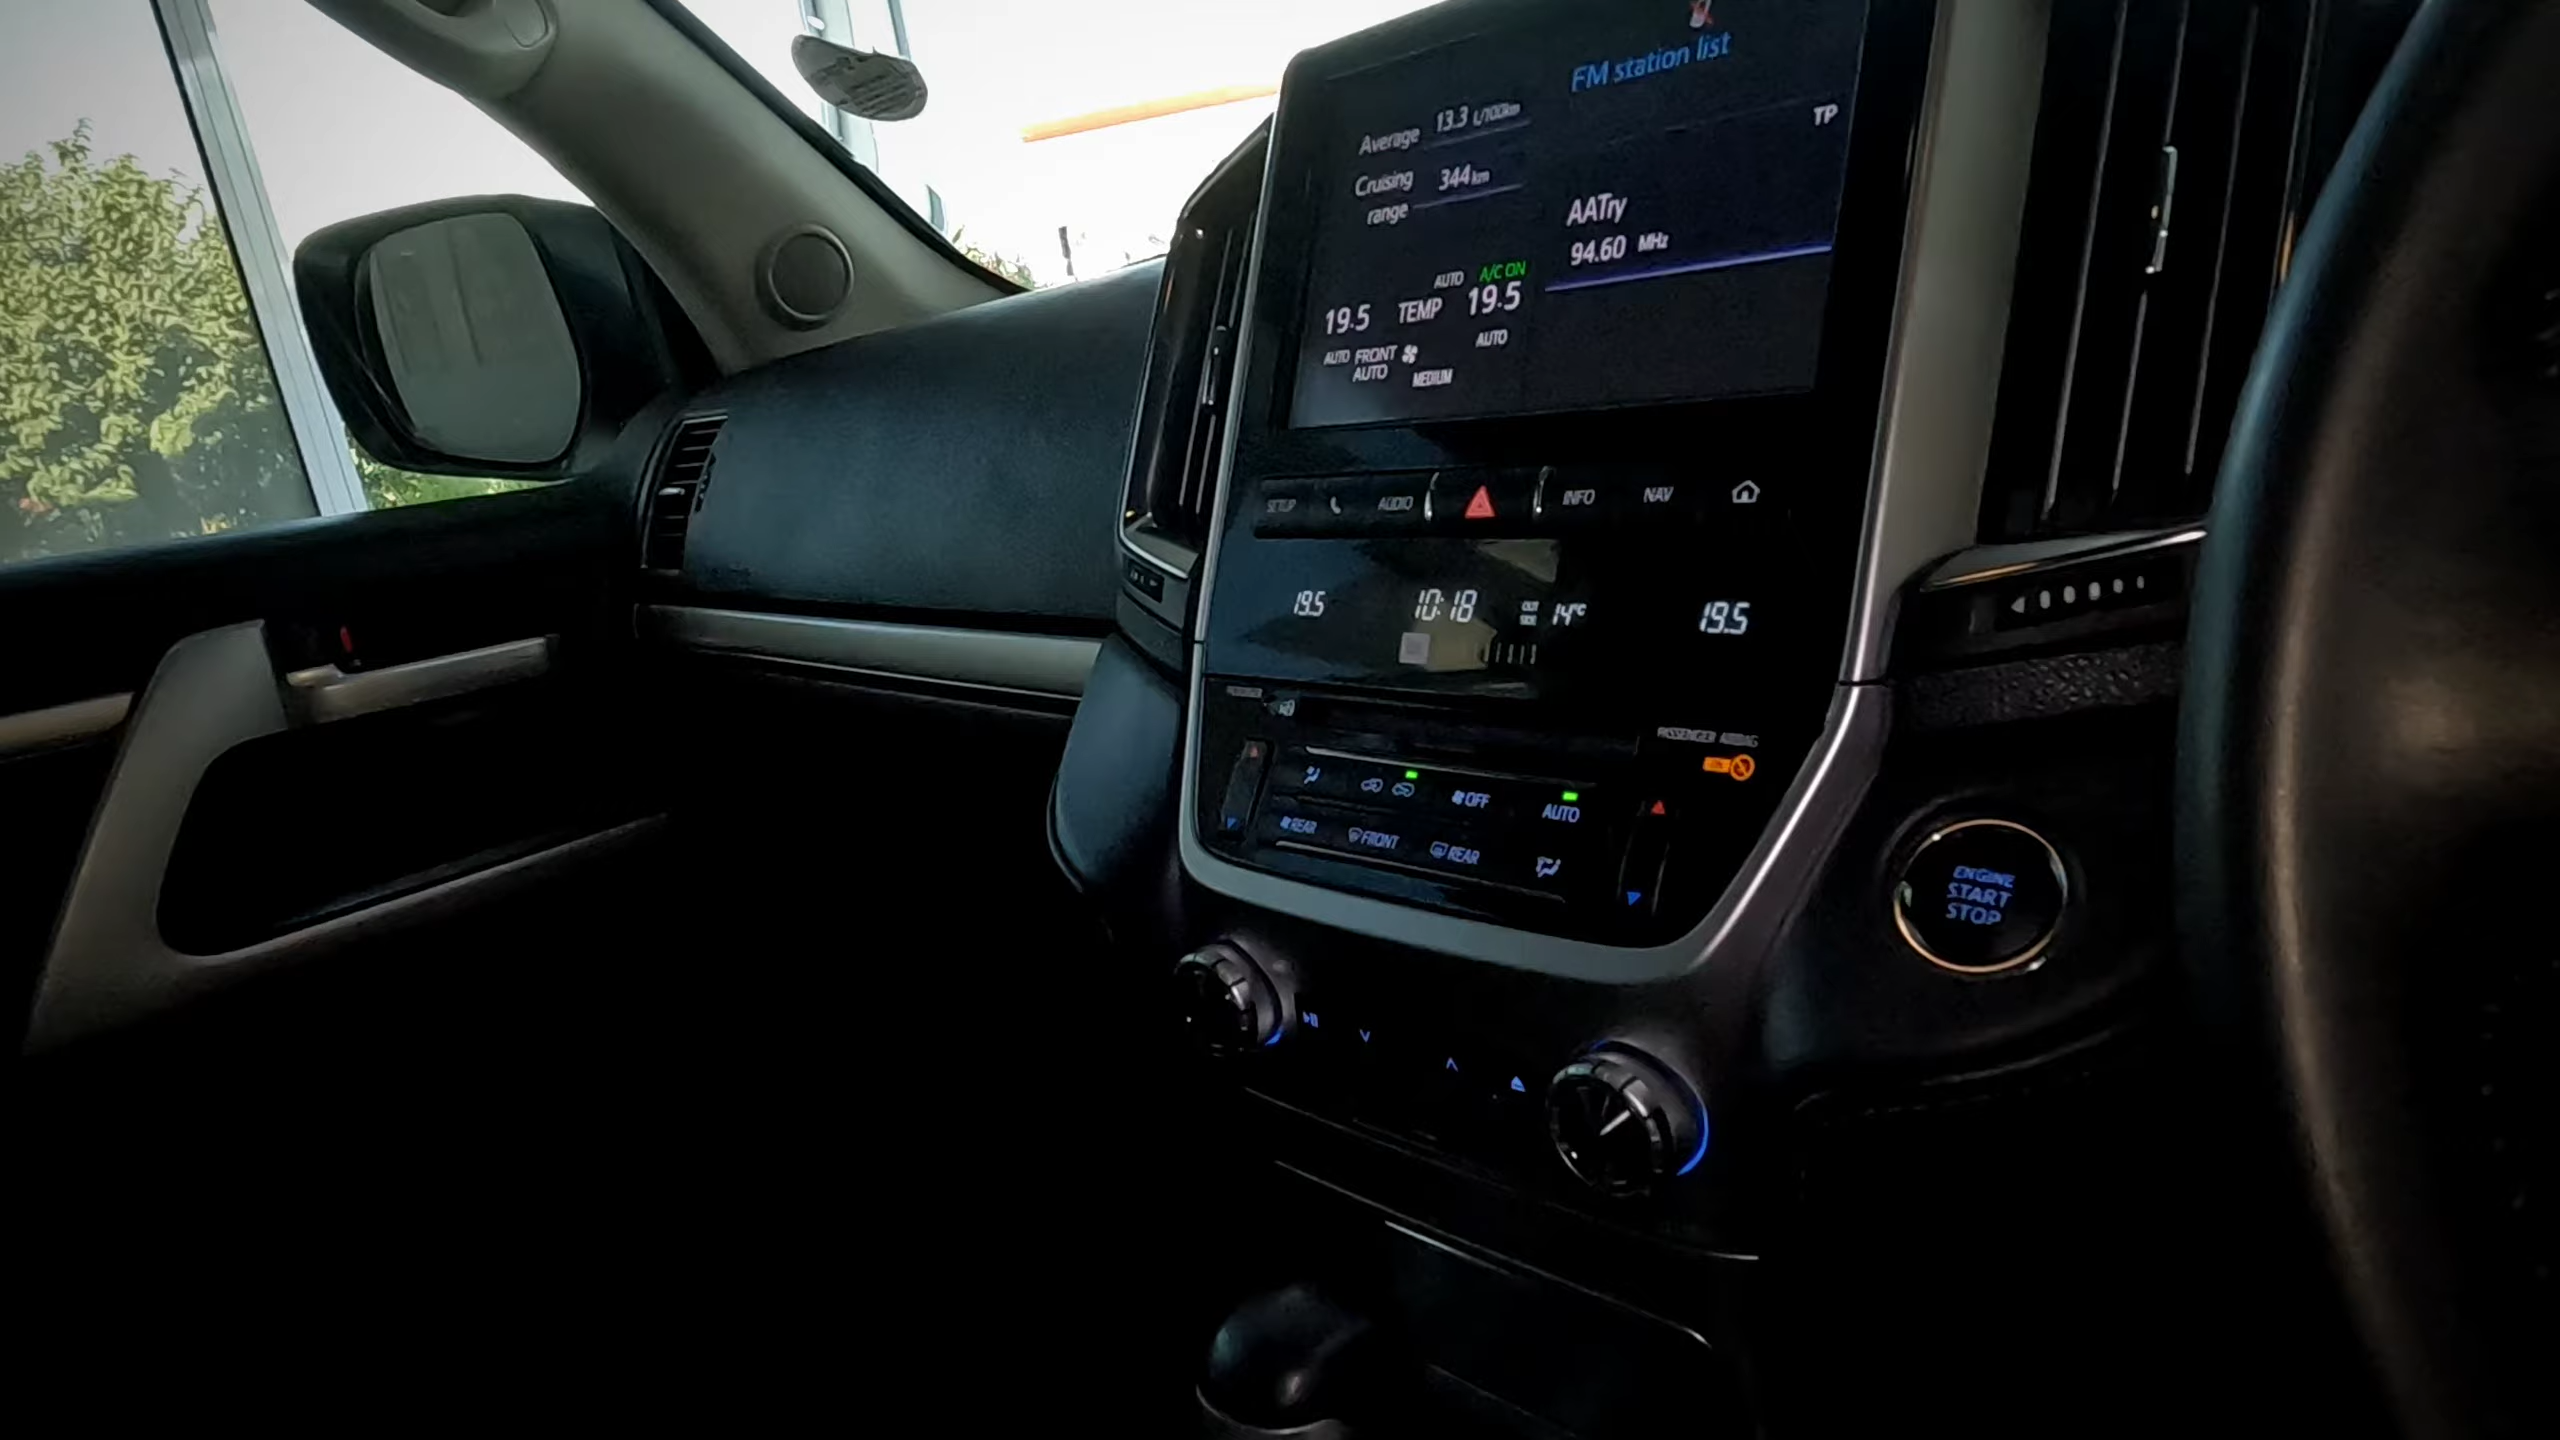 FM station list
Average 13.3 L/100km
TP
Cruising range 344 km
AATry
94.60 MHz
AUTO A/C ON
19.5 TEMP 19.5
AUTO FRONT AUTO
AUTO MEDIUM
SETUP AUDIO INFO NAV
19.5 10:18 OUT SIDE 14°C 19.5
PASSENGER AIRBAG
OFF AUTO
REAR FRONT REAR
ENGINE
START
STOP